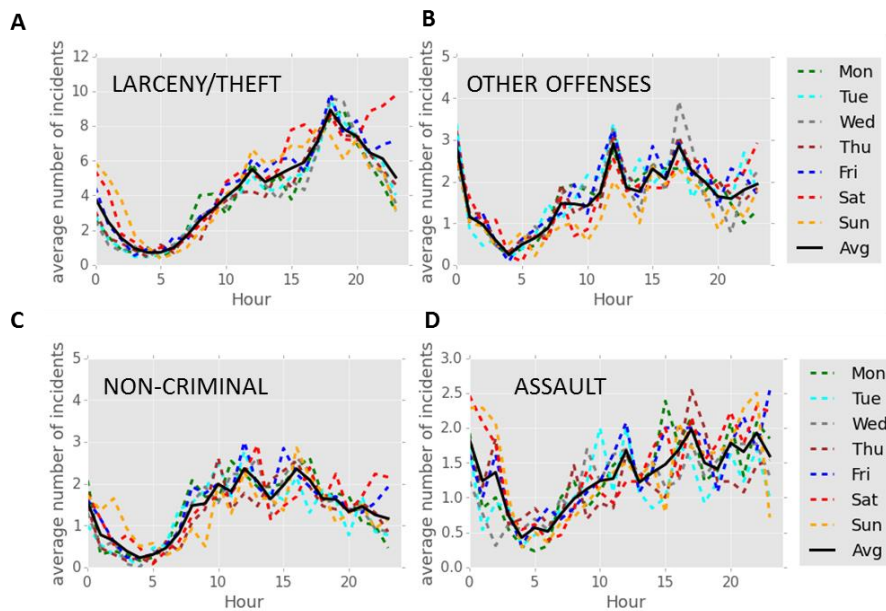 A
B
average number of incidents
12
10
8
6
4
2
0
LARCENY/THEFT
0 5 10 15 20
Hour
average number of incidents
5
4
3
2
1
0
OTHER OFFENSES
0 5 10 15 20
Hour
Mon
Tue
Wed
Thu
Fri
Sat
Sun
Avg
C
D
average number of incidents
5
4
3
2
1
0
NON-CRIMINAL
0 5 10 15 20
Hour
average number of incidents
3.0
2.5
2.0
1.5
1.0
0.5
0.0
ASSAULT
0 5 10 15 20
Hour
Mon
Tue
Wed
Thu
Fri
Sat
Sun
Avg